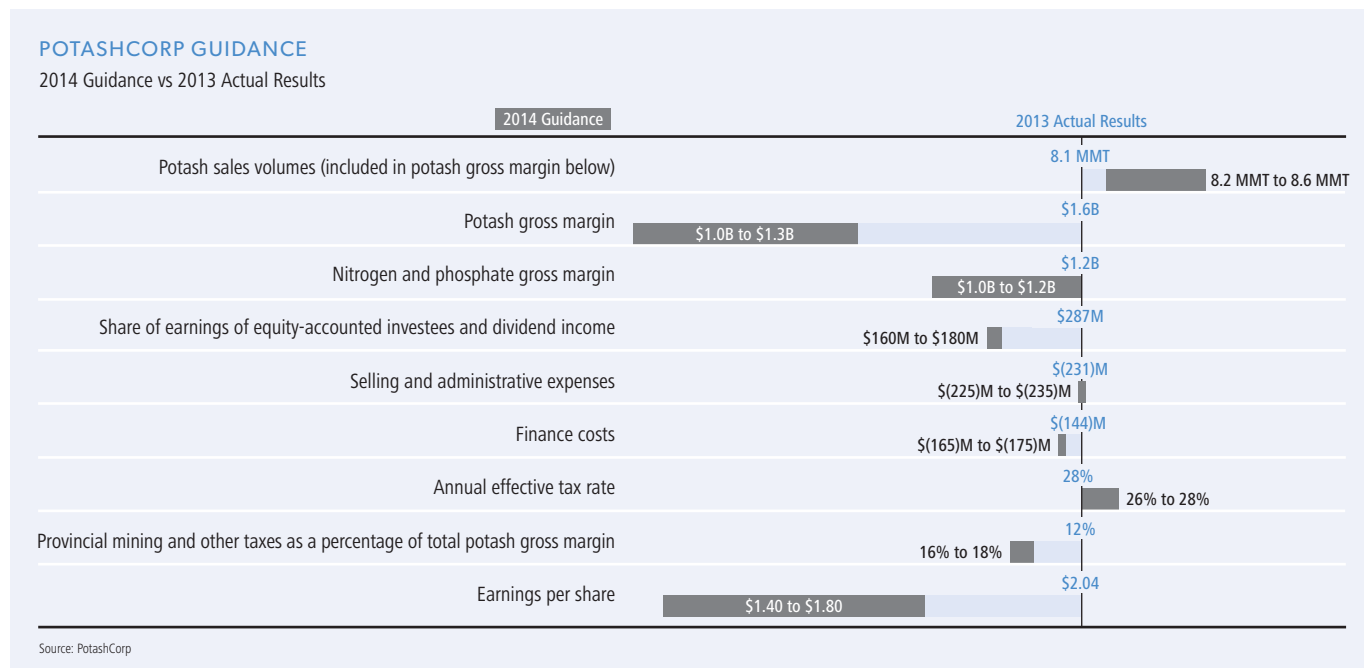 POTASHCORP GUIDANCE
2014 Guidance vs 2013 Actual Results
2014 Guidance
2013 Actual Results
Potash sales volumes (included in potash gross margin below)
8.1 MMT
8.2 MMT to 8.6 MMT
Potash gross margin
$1.6B
$1.0B to $1.3B
Nitrogen and phosphate gross margin
$1.2B
$1.0B to $1.2B
Share of earnings of equity-accounted investees and dividend income
$287M
$160M to $180M
Selling and administrative expenses
$(231)M
$(225)M to $(235)M
Finance costs
$(144)M
$(165)M to $(175)M
Annual effective tax rate
28%
26% to 28%
Provincial mining and other taxes as a percentage of total potash gross margin
12%
16% to 18%
Earnings per share
$2.04
$1.40 to $1.80
Source: PotashCorp